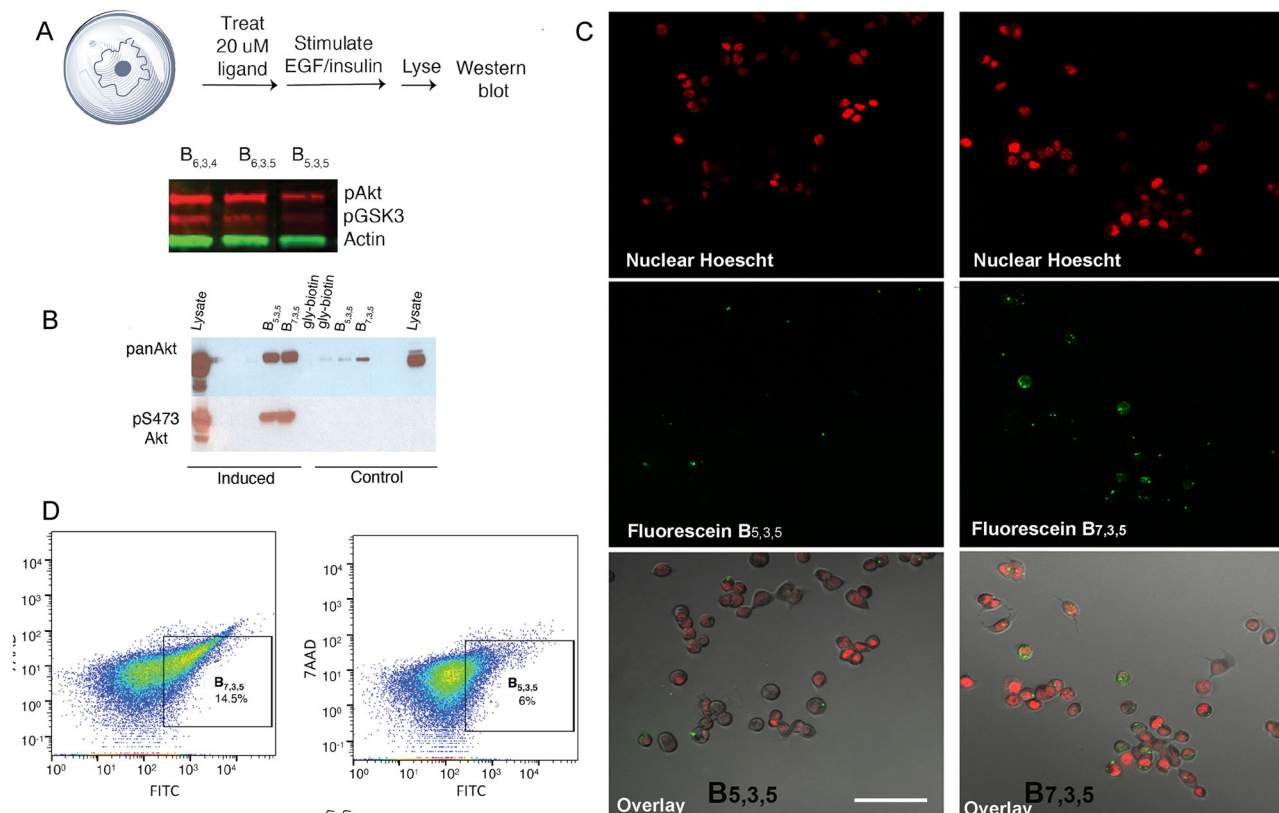 A
Treat
20 uM
ligand
Stimulate
EGF/insulin
Lyse
Western
blot
B6,3,4 B6,3,5 B5,3,5
pAkt
pGSK3
Actin
B
Lysate
B5,3,5
B7,3,5
gly-biotin
gly-biotin
B5,3,5
B7,3,5
Lysate
panAkt
pS473
Akt
Induced
Control
C
Nuclear Hoescht
Nuclear Hoescht
Fluorescein B5,3,5
Fluorescein B7,3,5
Overlay
B5,3,5
Overlay
B7,3,5
D
10^4
10^3
10^2
10^1
10^0
10^-1
B7,3,5
14.5%
10^0 10^1 10^2 10^3 10^4
FITC
7AAD
10^4
10^3
10^2
10^1
10^0
10^-1
B5,3,5
6%
10^0 10^1 10^2 10^3 10^4
FITC